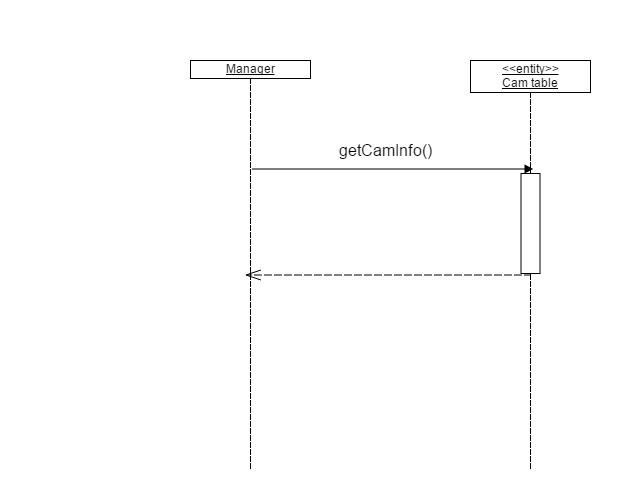 Manager
<<entity>>
Cam table
getCamInfo()